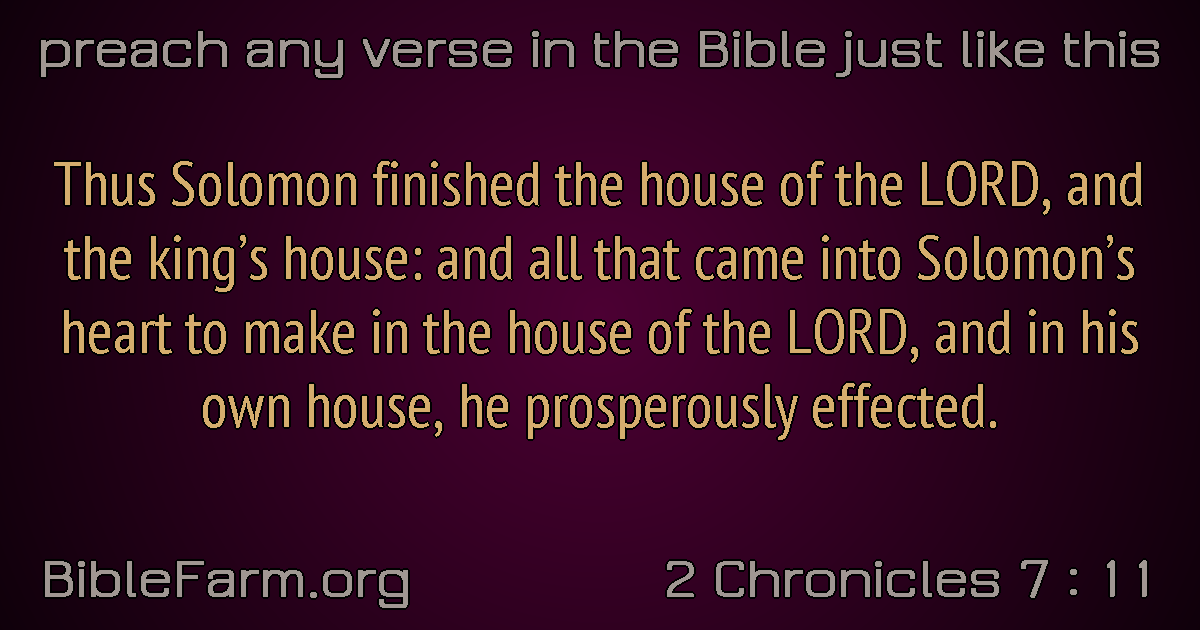 preach any verse in the Bible just like this
Thus Solomon finished the house of the LORD, and
the king’s house: and all that came into Solomon’s
heart to make in the house of the LORD, and in his
own house, he prosperously effected.
BibleFarm.org
2 Chronicles 7 : 11